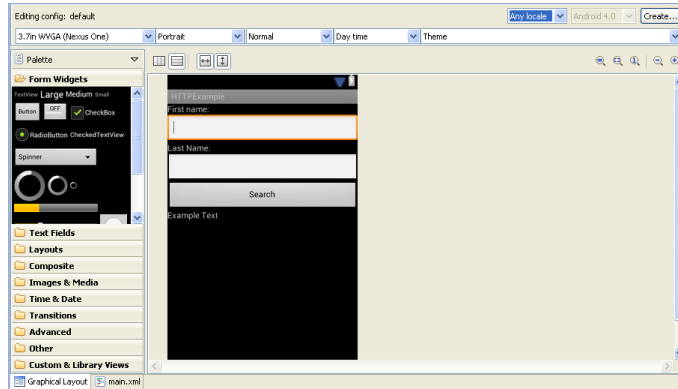 Editing config: default
Any locale Android 4.0 Create...
3.7in WVGA (Nexus One) Portrait Normal Day time Theme
Palette
Form Widgets
TextView Large Medium Small
Button OFF CheckBox
RadioButton CheckedTextView
Spinner
Text Fields
Layouts
Composite
Images & Media
Time & Date
Transitions
Advanced
Other
Custom & Library Views
HTTPExample
First name:
Last Name:
Search
Example Text
Graphical Layout main.xml